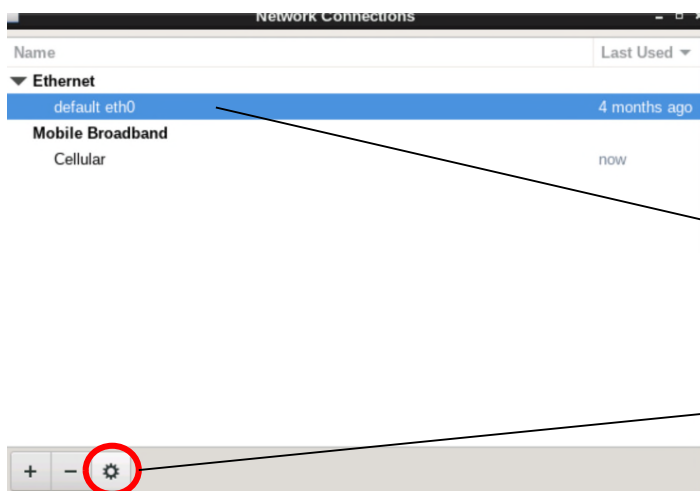 Network Connections
Name Last Used
Ethernet
default eth0 4 months ago
Mobile Broadband
Cellular now